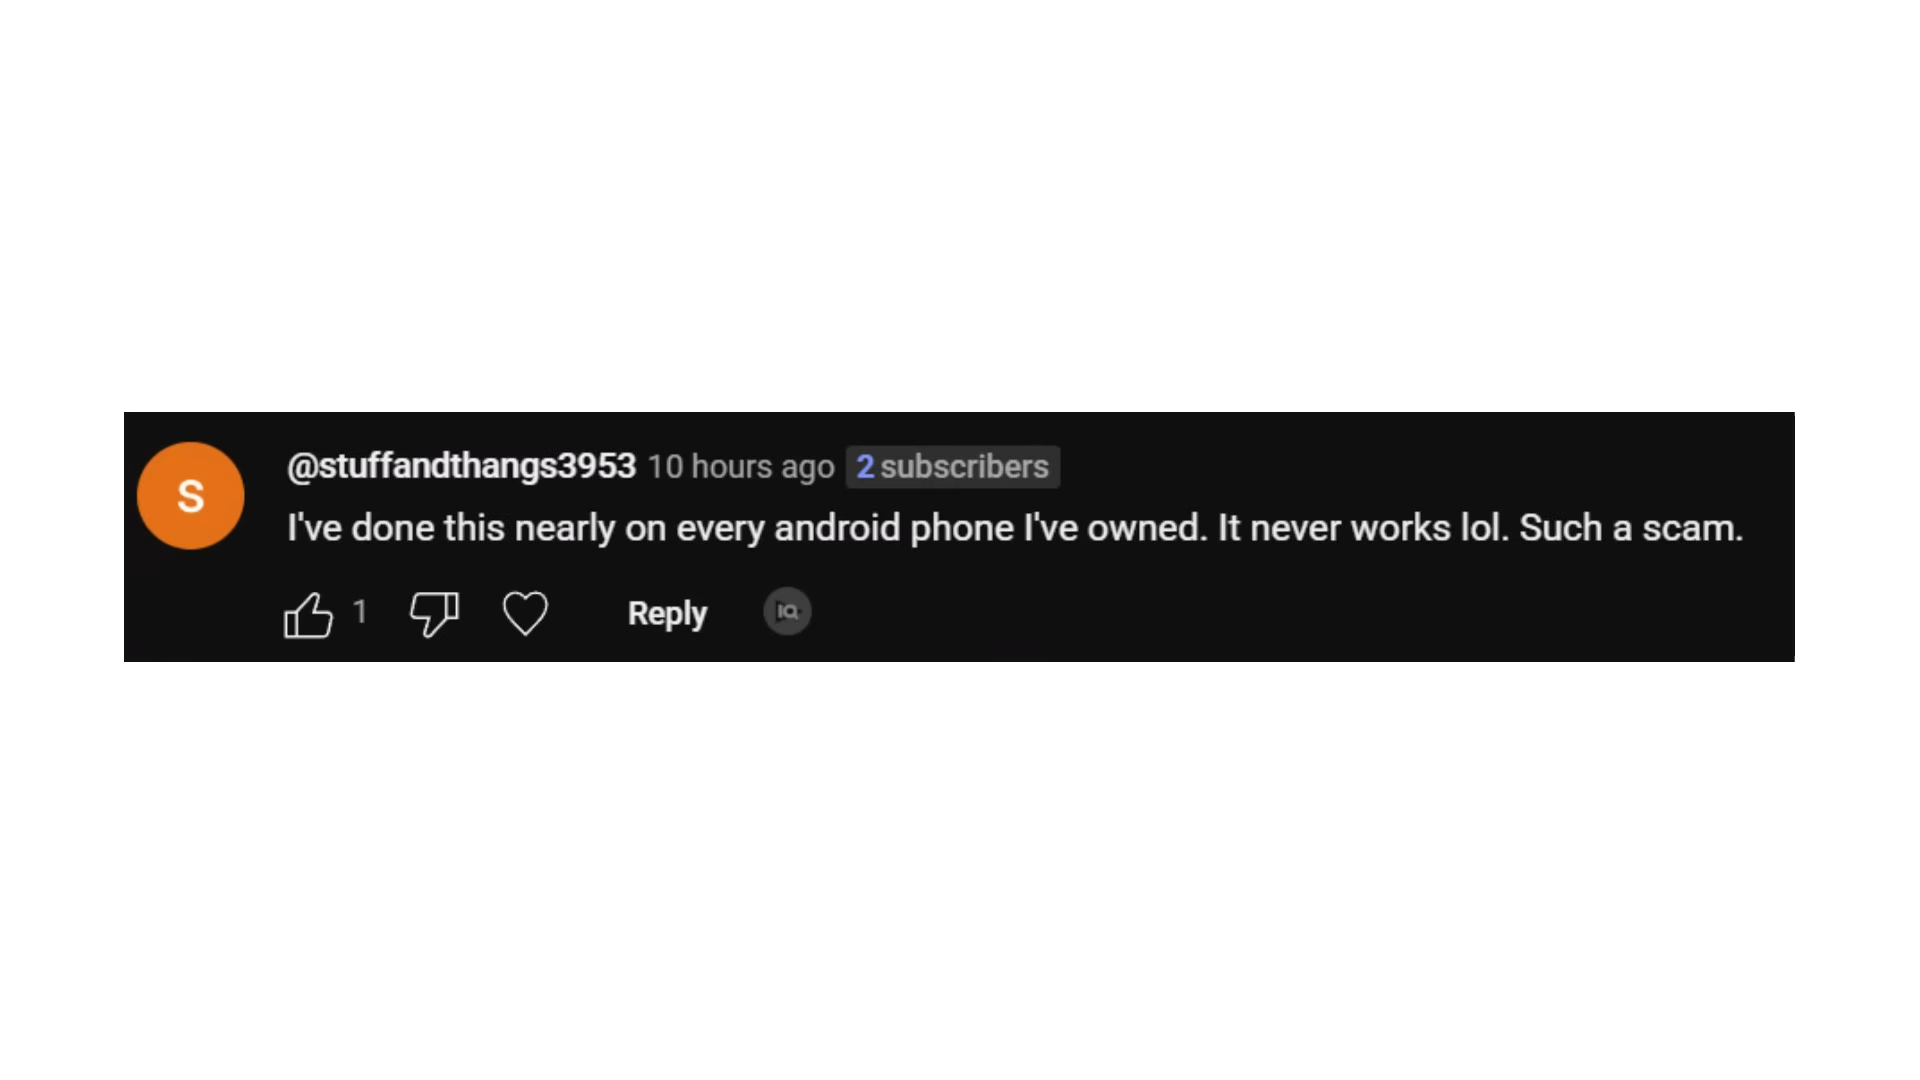 S
@stuffandthangs3953 10 hours ago 2 subscribers
I've done this nearly on every android phone I've owned. It never works lol. Such a scam.
1 Reply IQ